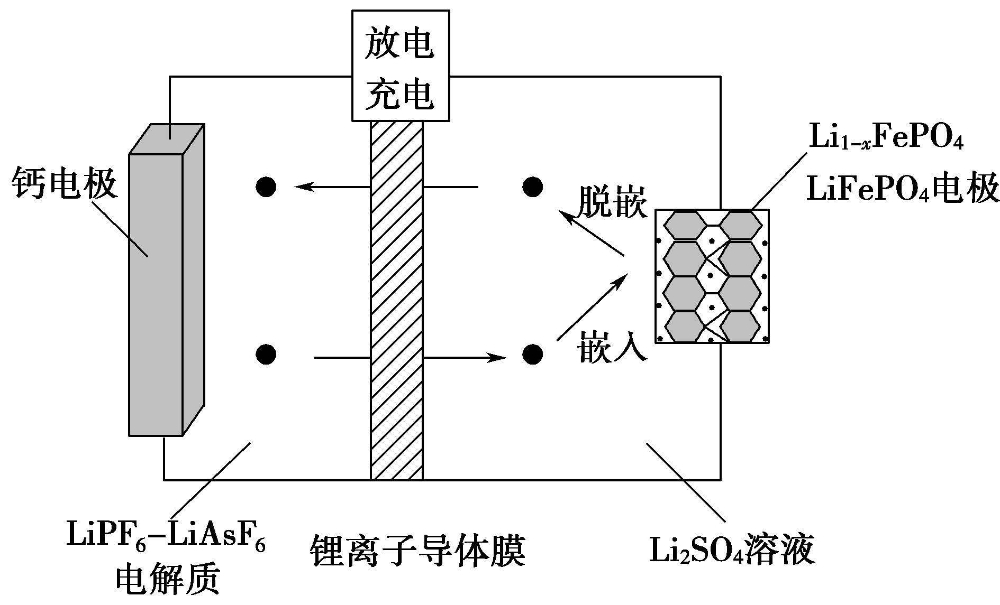 放电
充电
Li₁₋ₓFePO₄
LiFePO₄电极
钙电极
脱嵌
嵌入
LiPF₆–LiAsF₆
电解质
锂离子导体膜
Li₂SO₄溶液